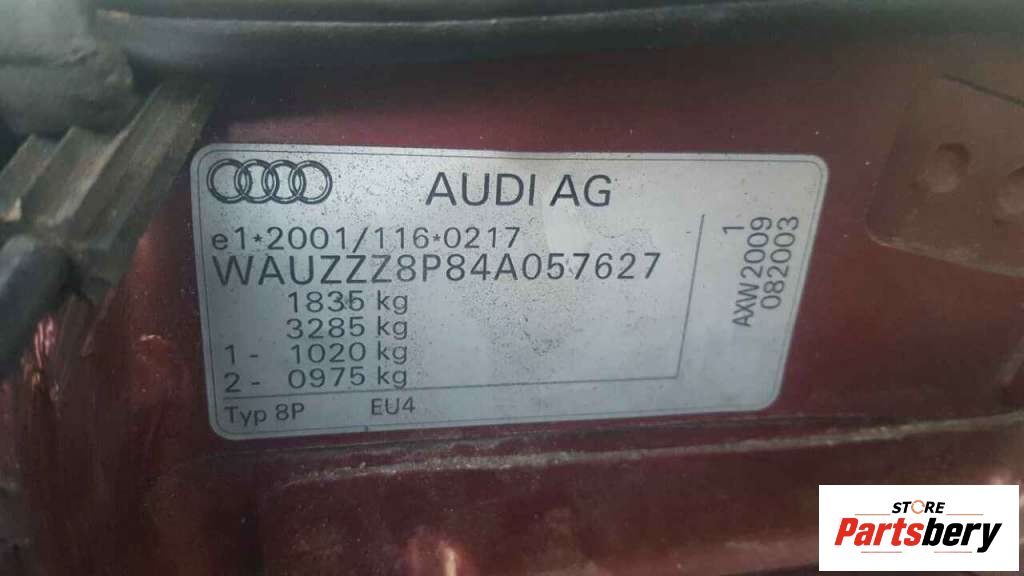 AUDI AG
e1*2001/116*0217
WAUZZZ8P84A057627
1835 kg
3285 kg
1 - 1020 kg
2 - 0975 kg
Typ 8P EU4
1
AXW2009
082003
STORE
Partsbery